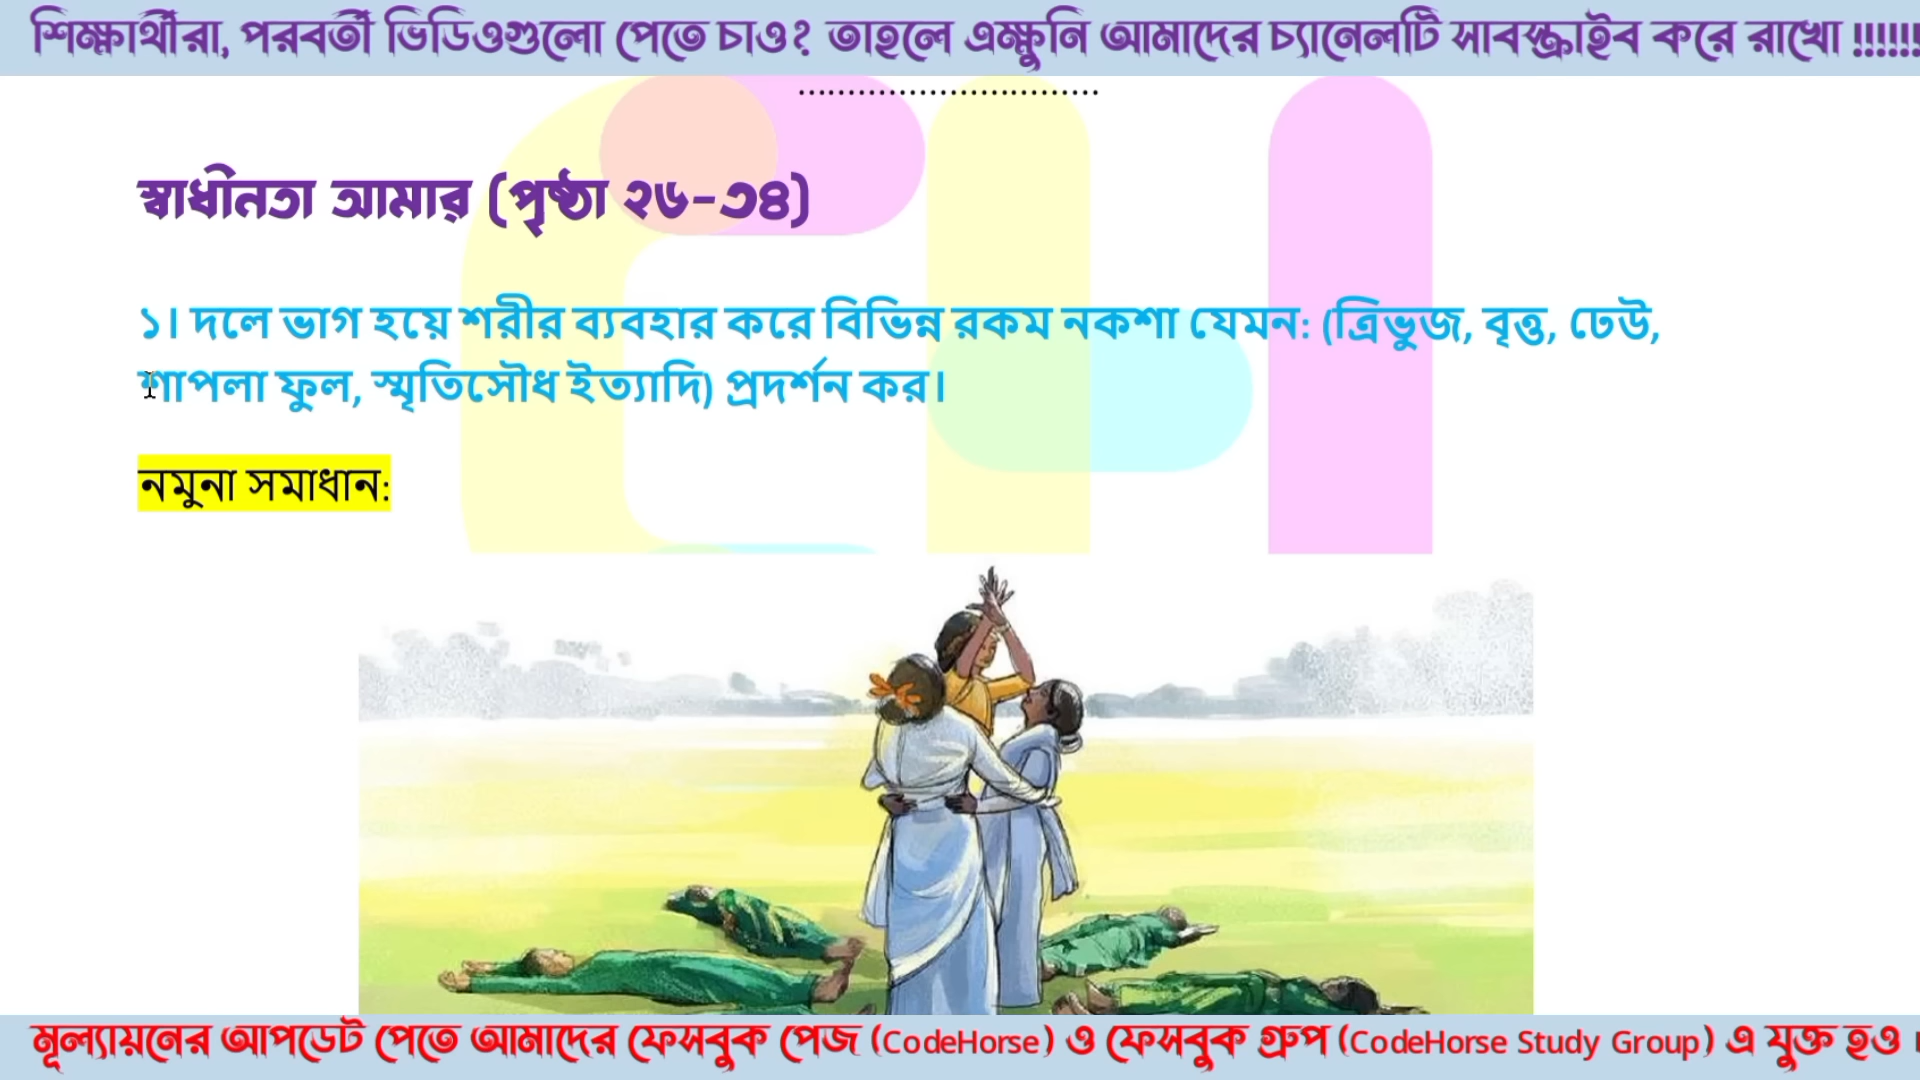 শিক্ষার্থীরা, পরবর্তী ভিডিওগুলো পেতে চাও? তাহলে এক্ষুনি আমাদের চ্যানেলটি সাবস্ক্রাইব করে রাখো !!!!!!
..............................
স্বাধীনতা আমার (পৃষ্ঠা ২৬-৩৪)
১। দলে ভাগ হয়ে শরীর ব্যবহার করে বিভিন্ন রকম নকশা যেমন: (ত্রিভুজ, বৃত্ত, ঢেউ,
শাপলা ফুল, স্মৃতিসৌধ ইত্যাদি) প্রদর্শন কর।
নমুনা সমাধান:
মূল্যায়নের আপডেট পেতে আমাদের ফেসবুক পেজ (CodeHorse) ও ফেসবুক গ্রুপ (CodeHorse Study Group) এ যুক্ত হও